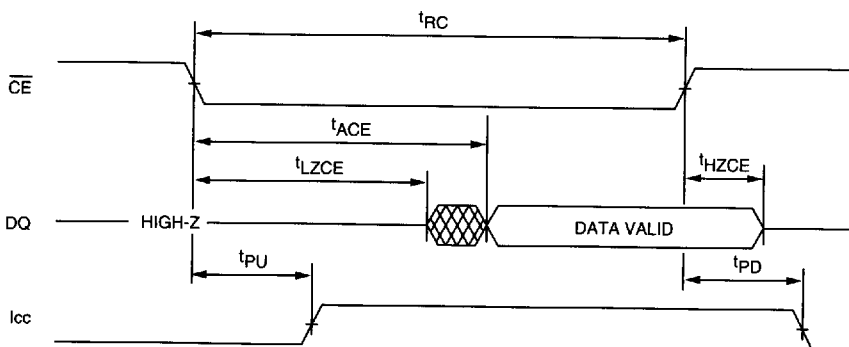 tRC
CE
tACE
tLZCE
tHZCE
DQ
HIGH-Z
DATA VALID
tPU
tPD
Icc